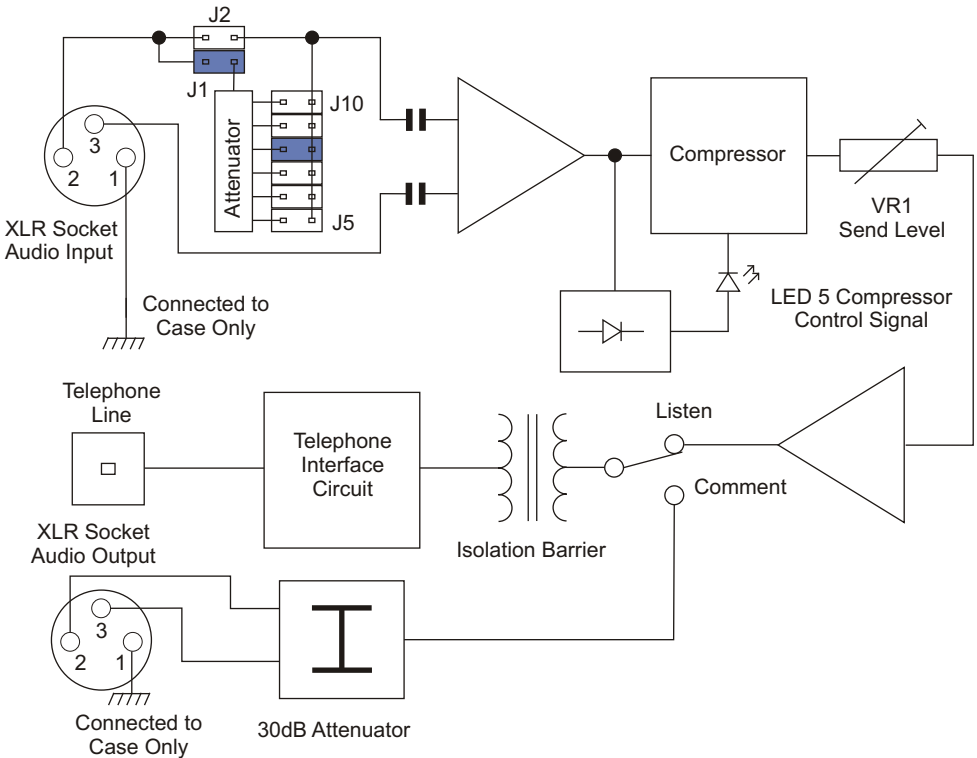 J2
J1
J10
Attenuator
J5
3
2
1
XLR Socket
Audio Input
Connected to
Case Only
Compressor
VR1
Send Level
LED 5 Compressor
Control Signal
Telephone
Line
Telephone
Interface
Circuit
Listen
Comment
Isolation Barrier
XLR Socket
Audio Output
3
2
1
Connected to
Case Only
30dB Attenuator